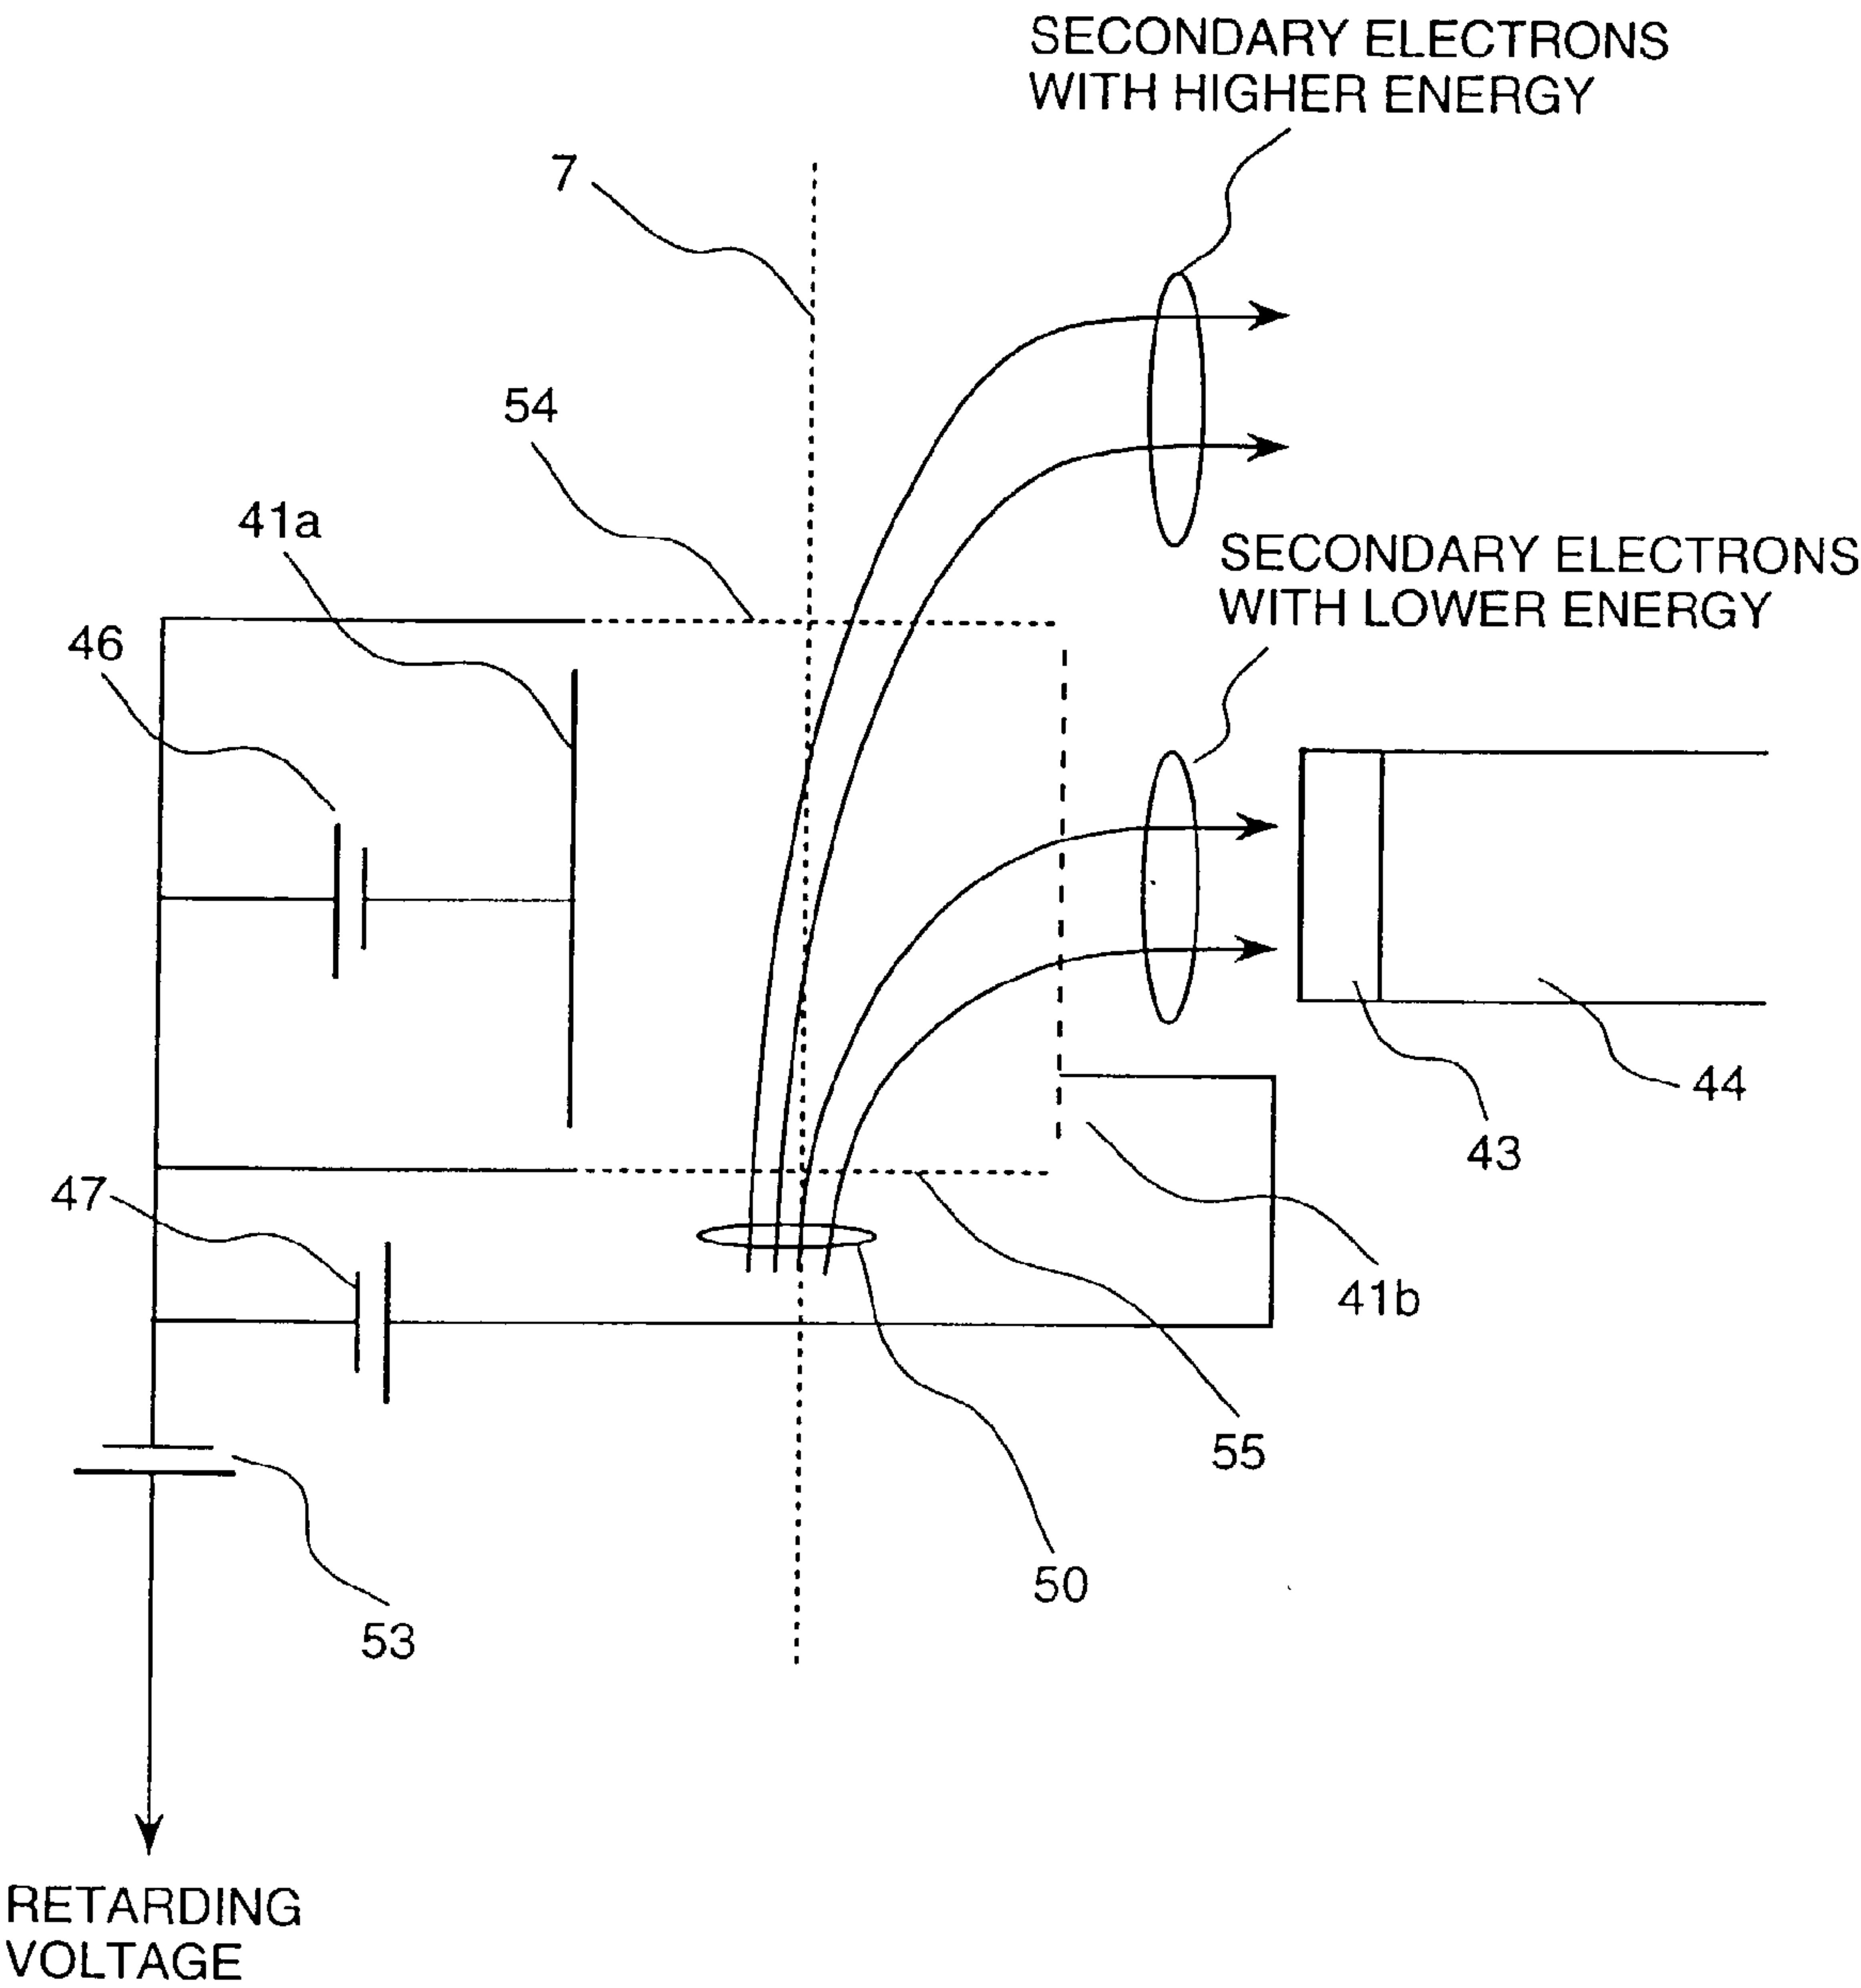 SECONDARY ELECTRONS
WITH HIGHER ENERGY
7
54
41a
SECONDARY ELECTRONS
WITH LOWER ENERGY
46
44
43
47
41b
55
50
53
RETARDING
VOLTAGE